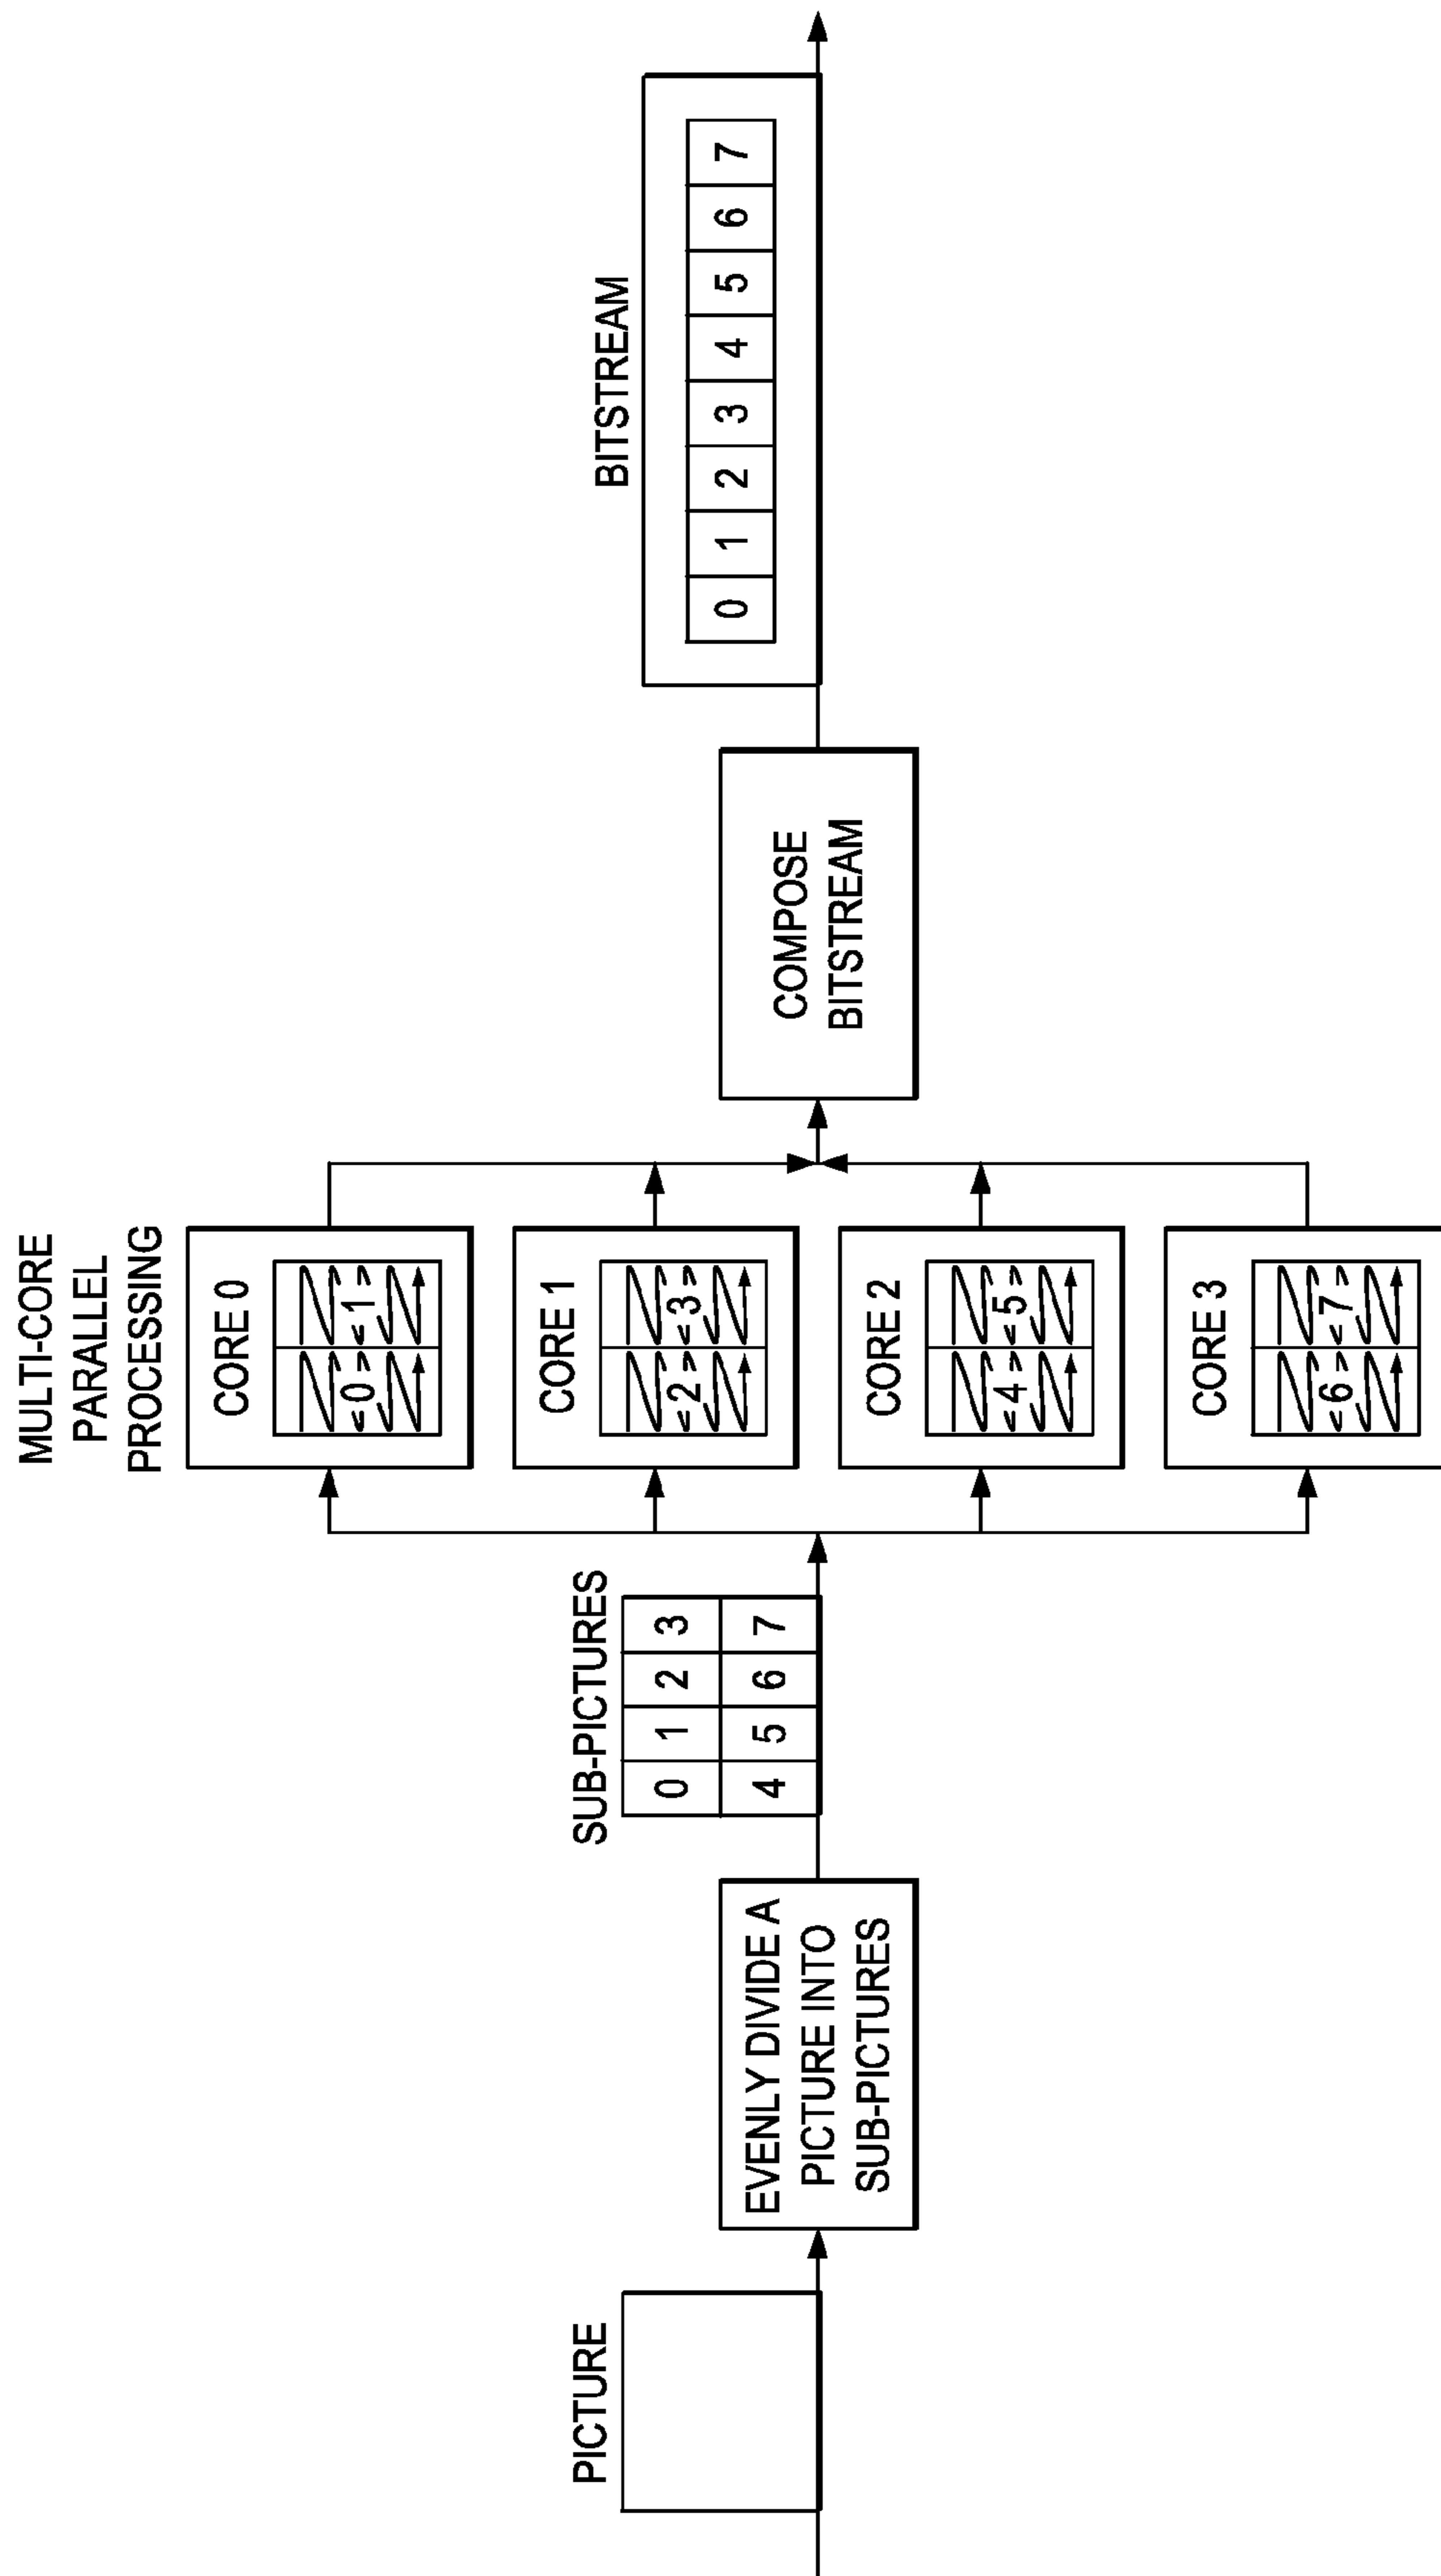 PICTURE
EVENLY DIVIDE A
PICTURE INTO
SUB-PICTURES
SUB-PICTURES
0 1 2 3
4 5 6 7
MULTI-CORE
PARALLEL
PROCESSING
CORE 0
0 1
CORE 1
2 3
CORE 2
4 5
CORE 3
6 7
COMPOSE
BITSTREAM
BITSTREAM
0 1 2 3 4 5 6 7